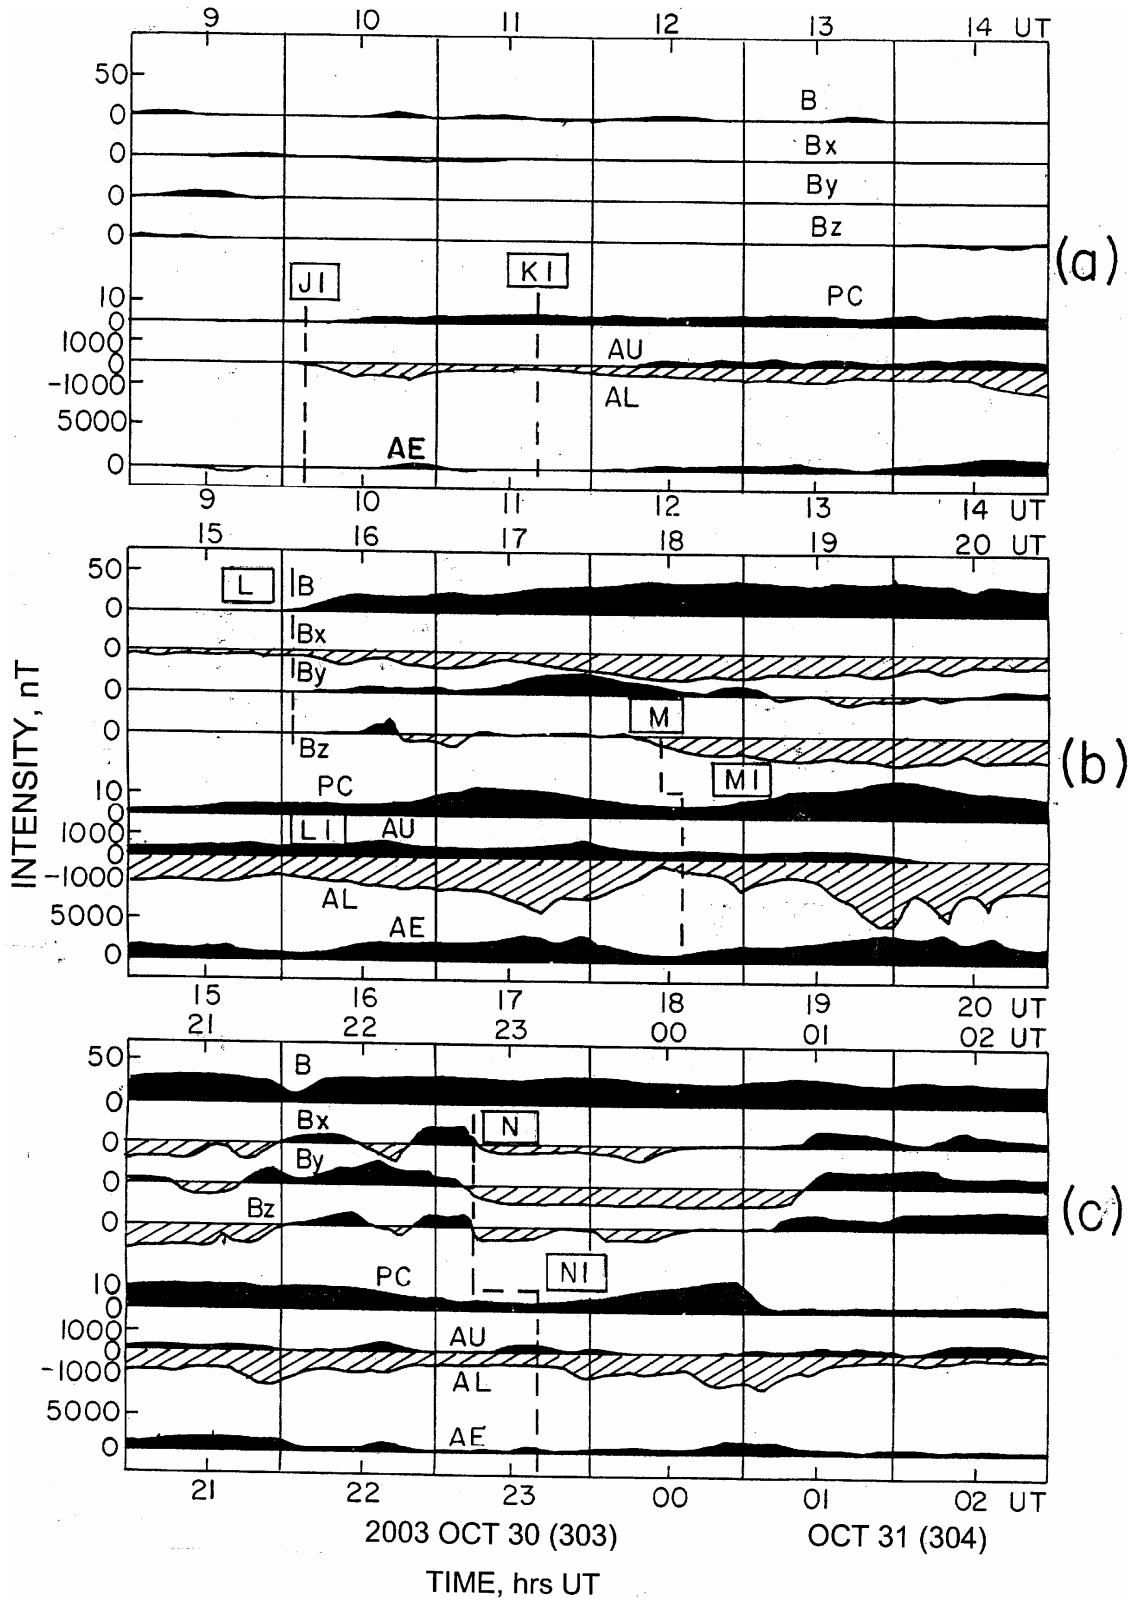 9 10 11 12 13 14 UT
50
0 B
0 Bx
0 By
0 Bz
(a)
J I K I
10 PC
0
1000 AU
0
-1000 AL
5000
AE
0
9 10 11 12 13 14 UT
15 16 17 18 19 20 UT
50 L B
0
0 Bx
By
0
M
0 Bz
(b)
INTENSITY, nT
PC M I
10
0
1000 L I AU
0
-1000 AL
5000 AE
0
15 16 17 18 19 20 UT
21 22 23 00 01 02 UT
50 B
0
Bx N
0
By
0
Bz
0
(c)
PC N I
10
0
1000 AU
0
-1000 AL
5000
AE
0
21 22 23 00 01 02 UT
2003 OCT 30 (303) OCT 31 (304)
TIME, hrs UT